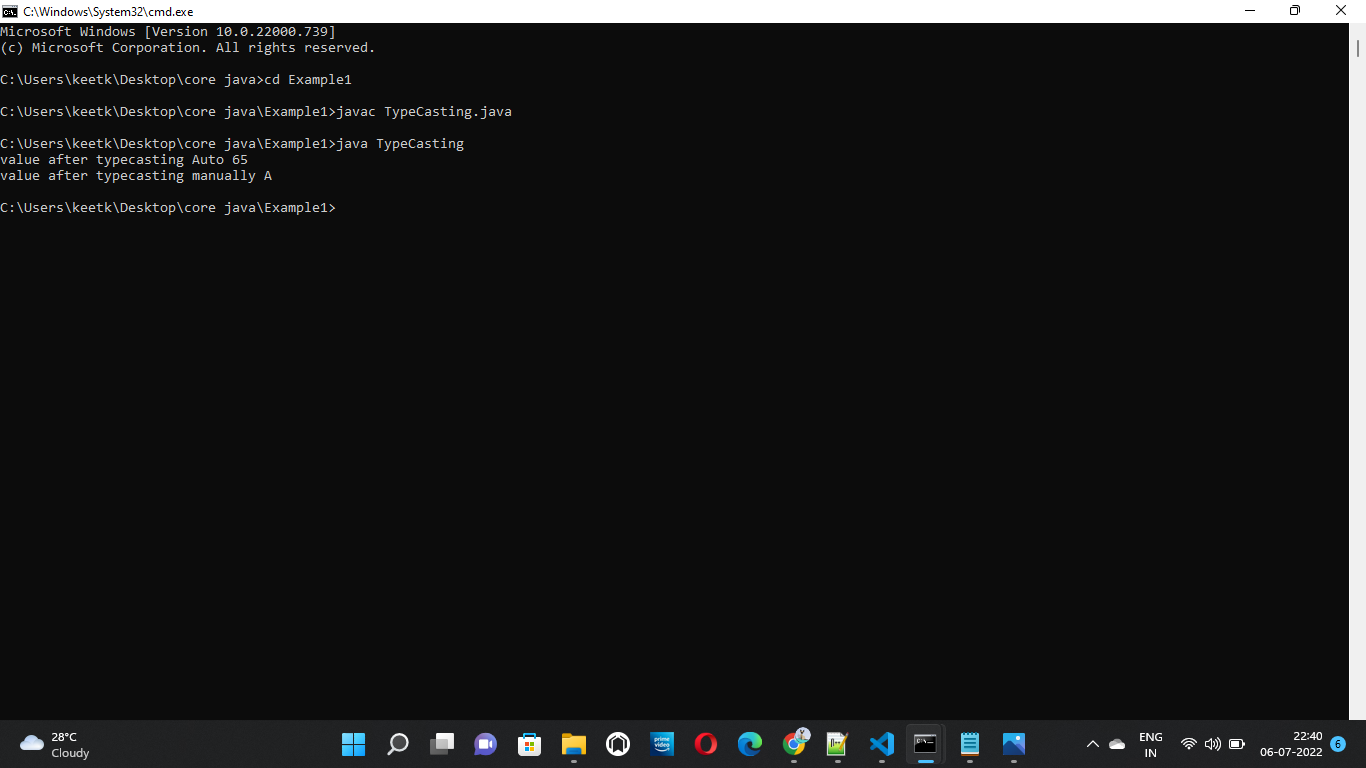 C:\Windows\System32\cmd.exe
Microsoft Windows [Version 10.0.22000.739]
(c) Microsoft Corporation. All rights reserved.
C:\Users\keetk\Desktop\core java>cd Example1
C:\Users\keetk\Desktop\core java\Example1>javac TypeCasting.java
C:\Users\keetk\Desktop\core java\Example1>java TypeCasting
value after typecasting Auto 65
value after typecasting manually A
C:\Users\keetk\Desktop\core java\Example1>
28°C
Cloudy
prime
video
ENG
IN
22:40
06-07-2022
6